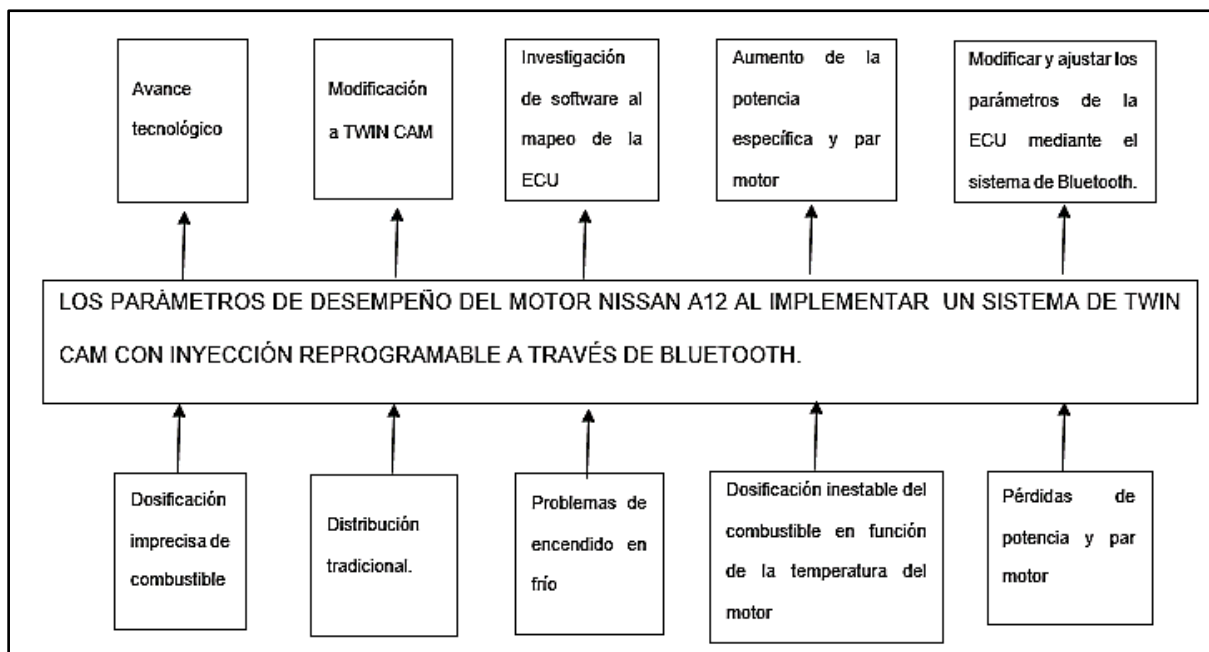 Avance
tecnológico
Modificación
a TWIN CAM
Investigación
de software al
mapeo de la
ECU
Aumento de la
potencia
específica y par
motor
Modificar y ajustar los
parámetros de la
ECU mediante el
sistema de Bluetooth.
LOS PARÀMETROS DE DESEMPEÑO DEL MOTOR NISSAN A12 AL IMPLEMENTAR UN SISTEMA DE TWIN
CAM CON INYECCIÓN REPROGRAMABLE A TRAVÉS DE BLUETOOTH.
Dosificación
imprecisa de
combustible
Distribución
tradicional.
Problemas de
encendido en
frío
Dosificación inestable del
combustible en función
de la temperatura del
motor
Pérdidas de
potencia y par
motor